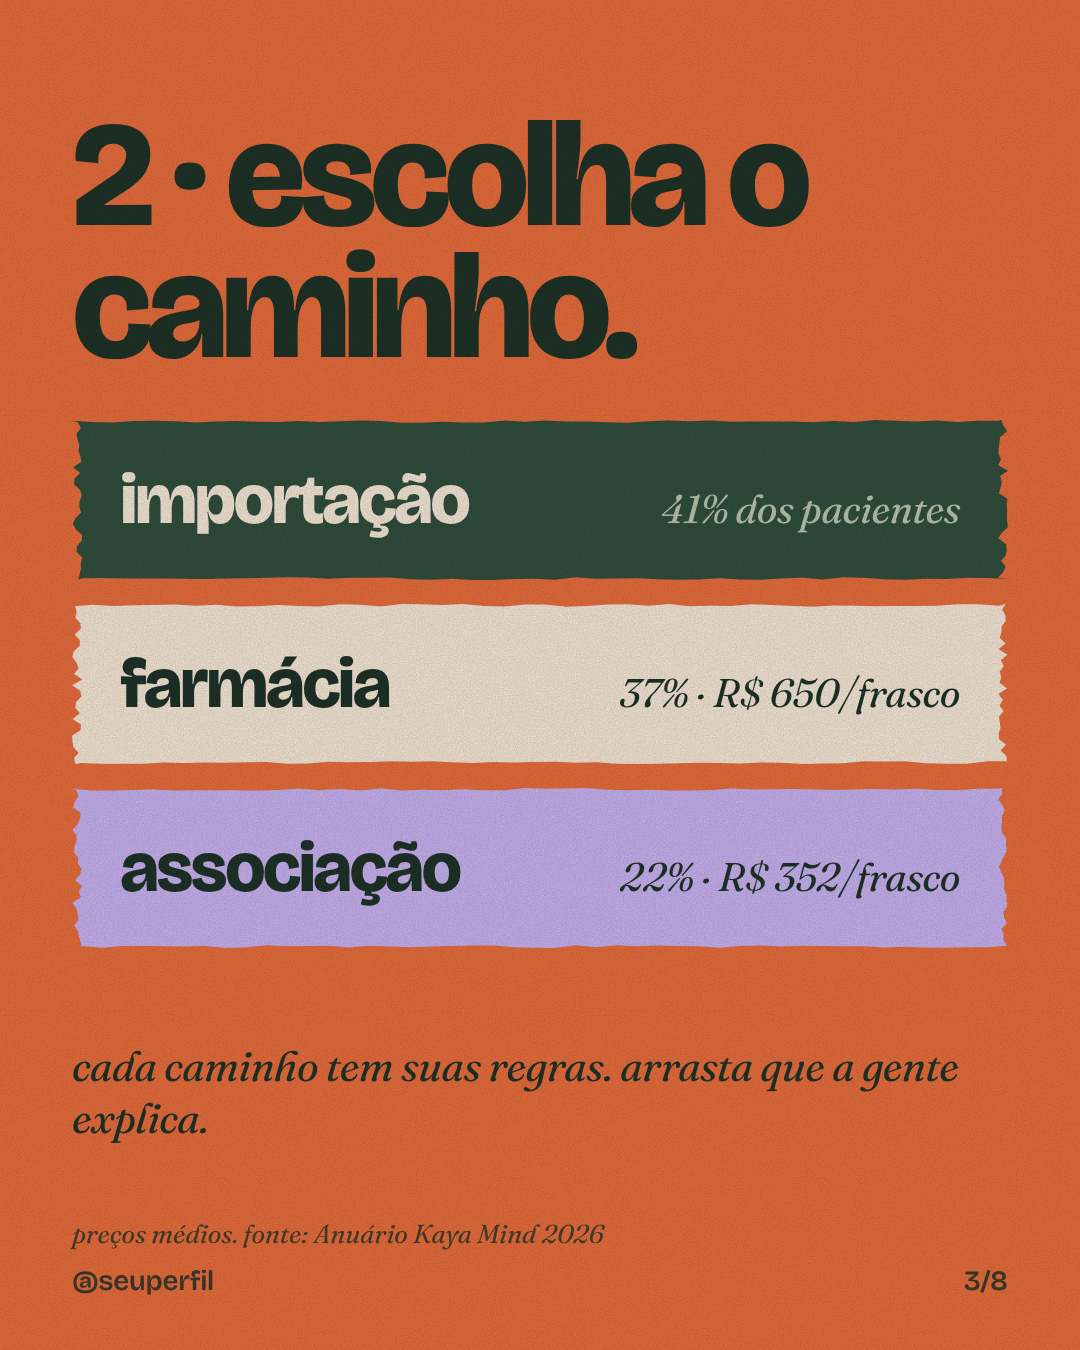 2 · escolha o
caminho.
importação
41% dos pacientes
farmácia
37% · R$ 650/frasco
associação
22% · R$ 352/frasco
cada caminho tem suas regras. arrasta que a gente
explica.
preços médios. fonte: Anuário Kaya Mind 2026
@seuperfil
3/8